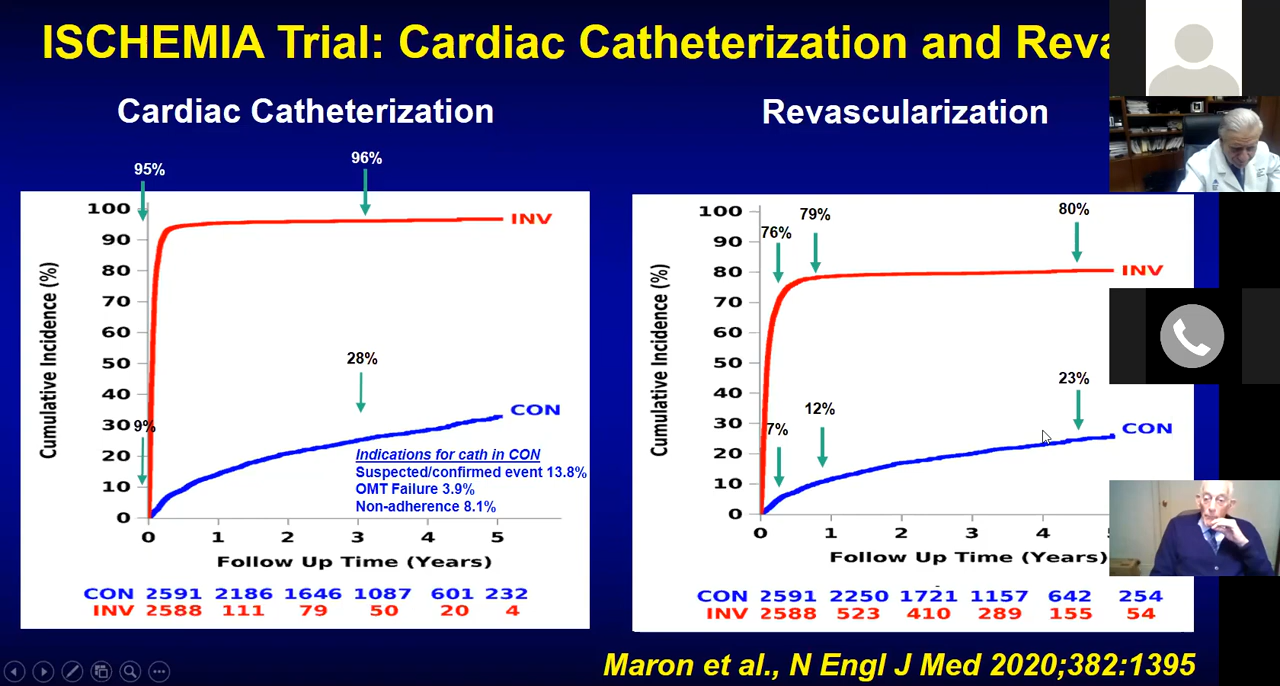 ISCHEMIA Trial: Cardiac Catheterization and Reva
Cardiac Catheterization
95%
96%
Cumulative Incidence (%)
100
90
80
70
60
50
40
30
20
10
0
INV
28%
CON
9%
Indications for cath in CON
Suspected/confirmed event 13.8%
OMT Failure 3.9%
Non-adherence 8.1%
0 1 2 3 4 5
Follow Up Time (Years)
CON 2591 2186 1646 1087 601 232
INV 2588 111 79 50 20 4
Revascularization
Cumulative Incidence (%)
100
90
80
70
60
50
40
30
20
10
0
76%
79%
80%
INV
7%
12%
23%
CON
0 1 2 3 4
Follow Up Time (Years)
CON 2591 2250 1721 1157 642 254
INV 2588 523 410 289 155 54
Maron et al., N Engl J Med 2020;382:1395